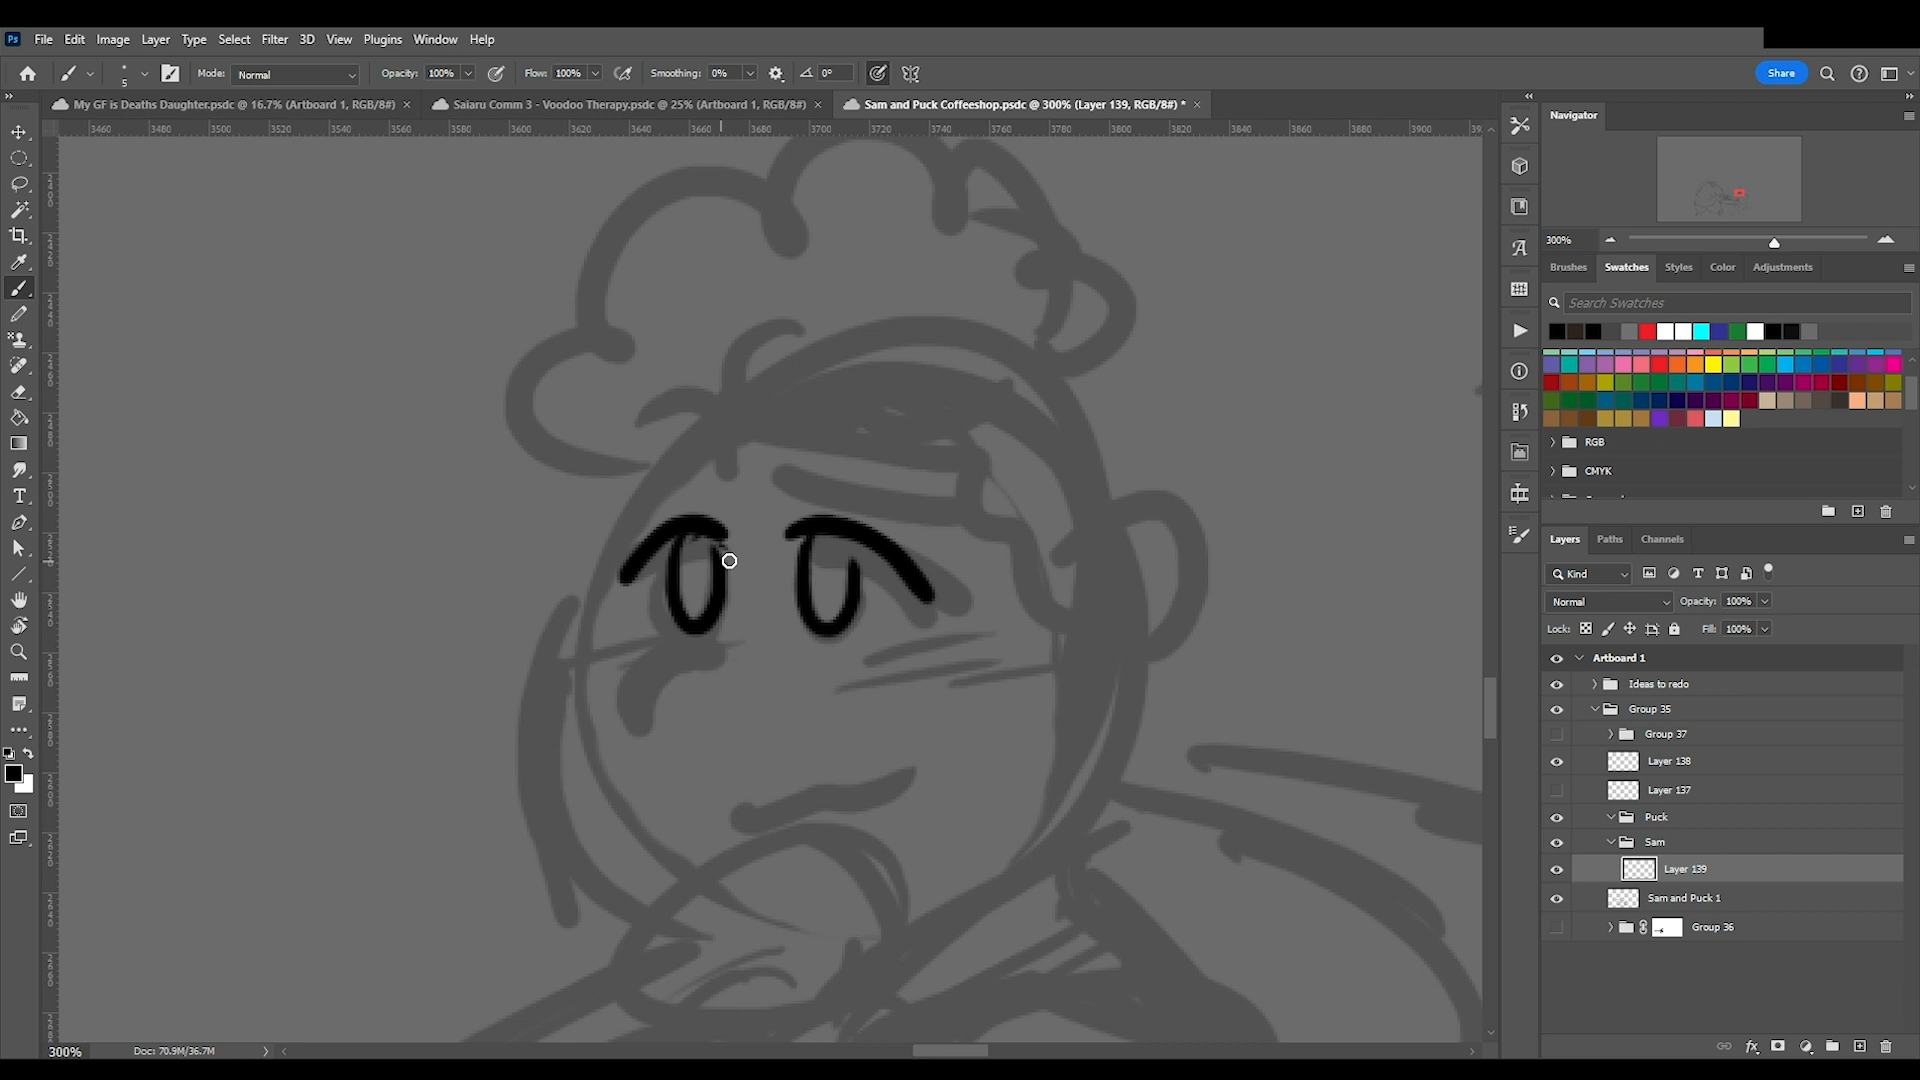 Ps File Edit Image Layer Type Select Filter 3D View Plugins Window Help
5 Mode: Normal Opacity: 100% Flow: 100% Smoothing: 0% 0° Share
My GF is Deaths Daughter.psdc @ 16.7% (Artboard 1, RGB/8#) × Saiaru Comm 3 - Voodoo Therapy.psdc @ 25% (Artboard 1, RGB/8#) × Sam and Puck Coffeeshop.psdc @ 300% (Layer 139, RGB/8#) * ×
3460 3480 3500 3520 3540 3560 3580 3600 3620 3640 3660 3680 3700 3720 3740 3760 3780 3800 3820 3840 3860 3880 3900
Navigator
300%
Brushes Swatches Styles Color Adjustments
Search Swatches
RGB
CMYK
Layers Paths Channels
Kind
Normal Opacity: 100%
Lock: Fill: 100%
Artboard 1
Ideas to redo
Group 35
Group 37
Layer 138
Layer 137
Puck
Sam
Layer 139
Sam and Puck 1
Group 36
300% Doc: 70.9M/36.7M